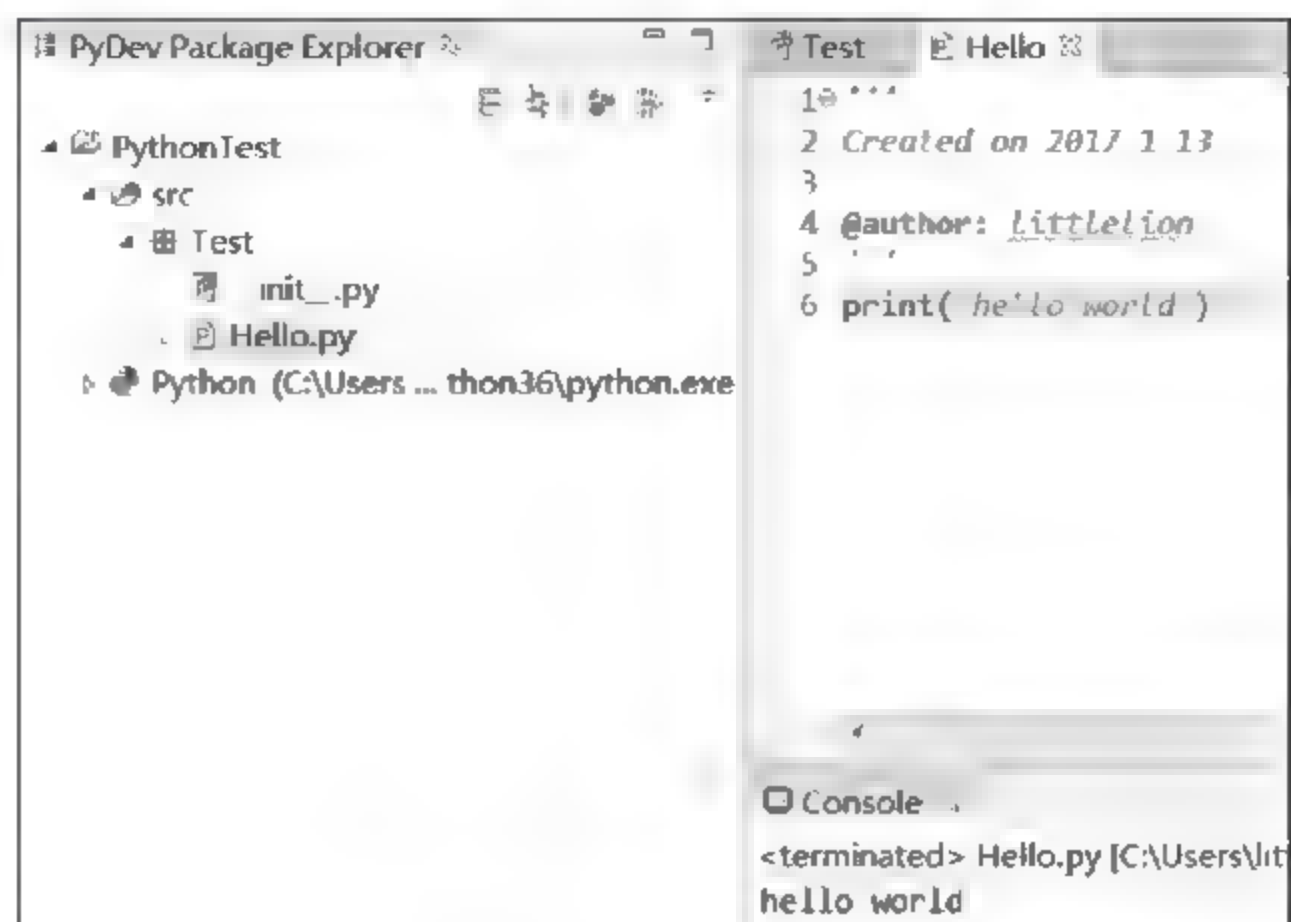 PyDev Package Explorer
PythonTest
src
Test
__init__.py
Hello.py
Python (C:\Users ... thon36\python.exe
Test Hello
1 '''
2 Created on 2017 1 13
3
4 @author: littlelion
5 '''
6 print( hello world )
Console
<terminated> Hello.py [C:\Users\lit
hello world